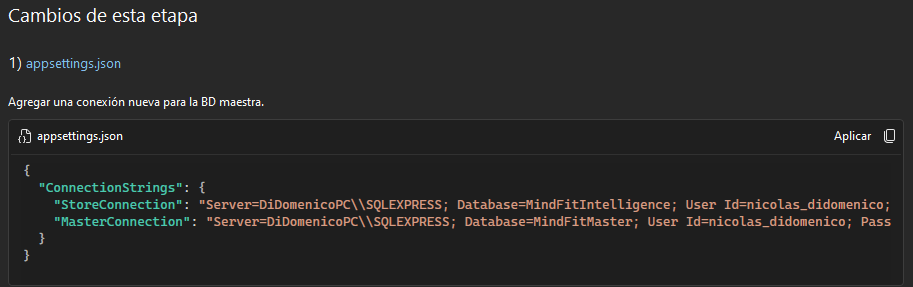 Cambios de esta etapa
1) appsettings.json
Agregar una conexión nueva para la BD maestra.
appsettings.json Aplicar
{
"ConnectionStrings": {
"StoreConnection": "Server=DiDomenicoPC\\SQLEXPRESS; Database=MindFitIntelligence; User Id=nicolas_didomenico;
"MasterConnection": "Server=DiDomenicoPC\\SQLEXPRESS; Database=MindFitMaster; User Id=nicolas_didomenico; Pass
}
}